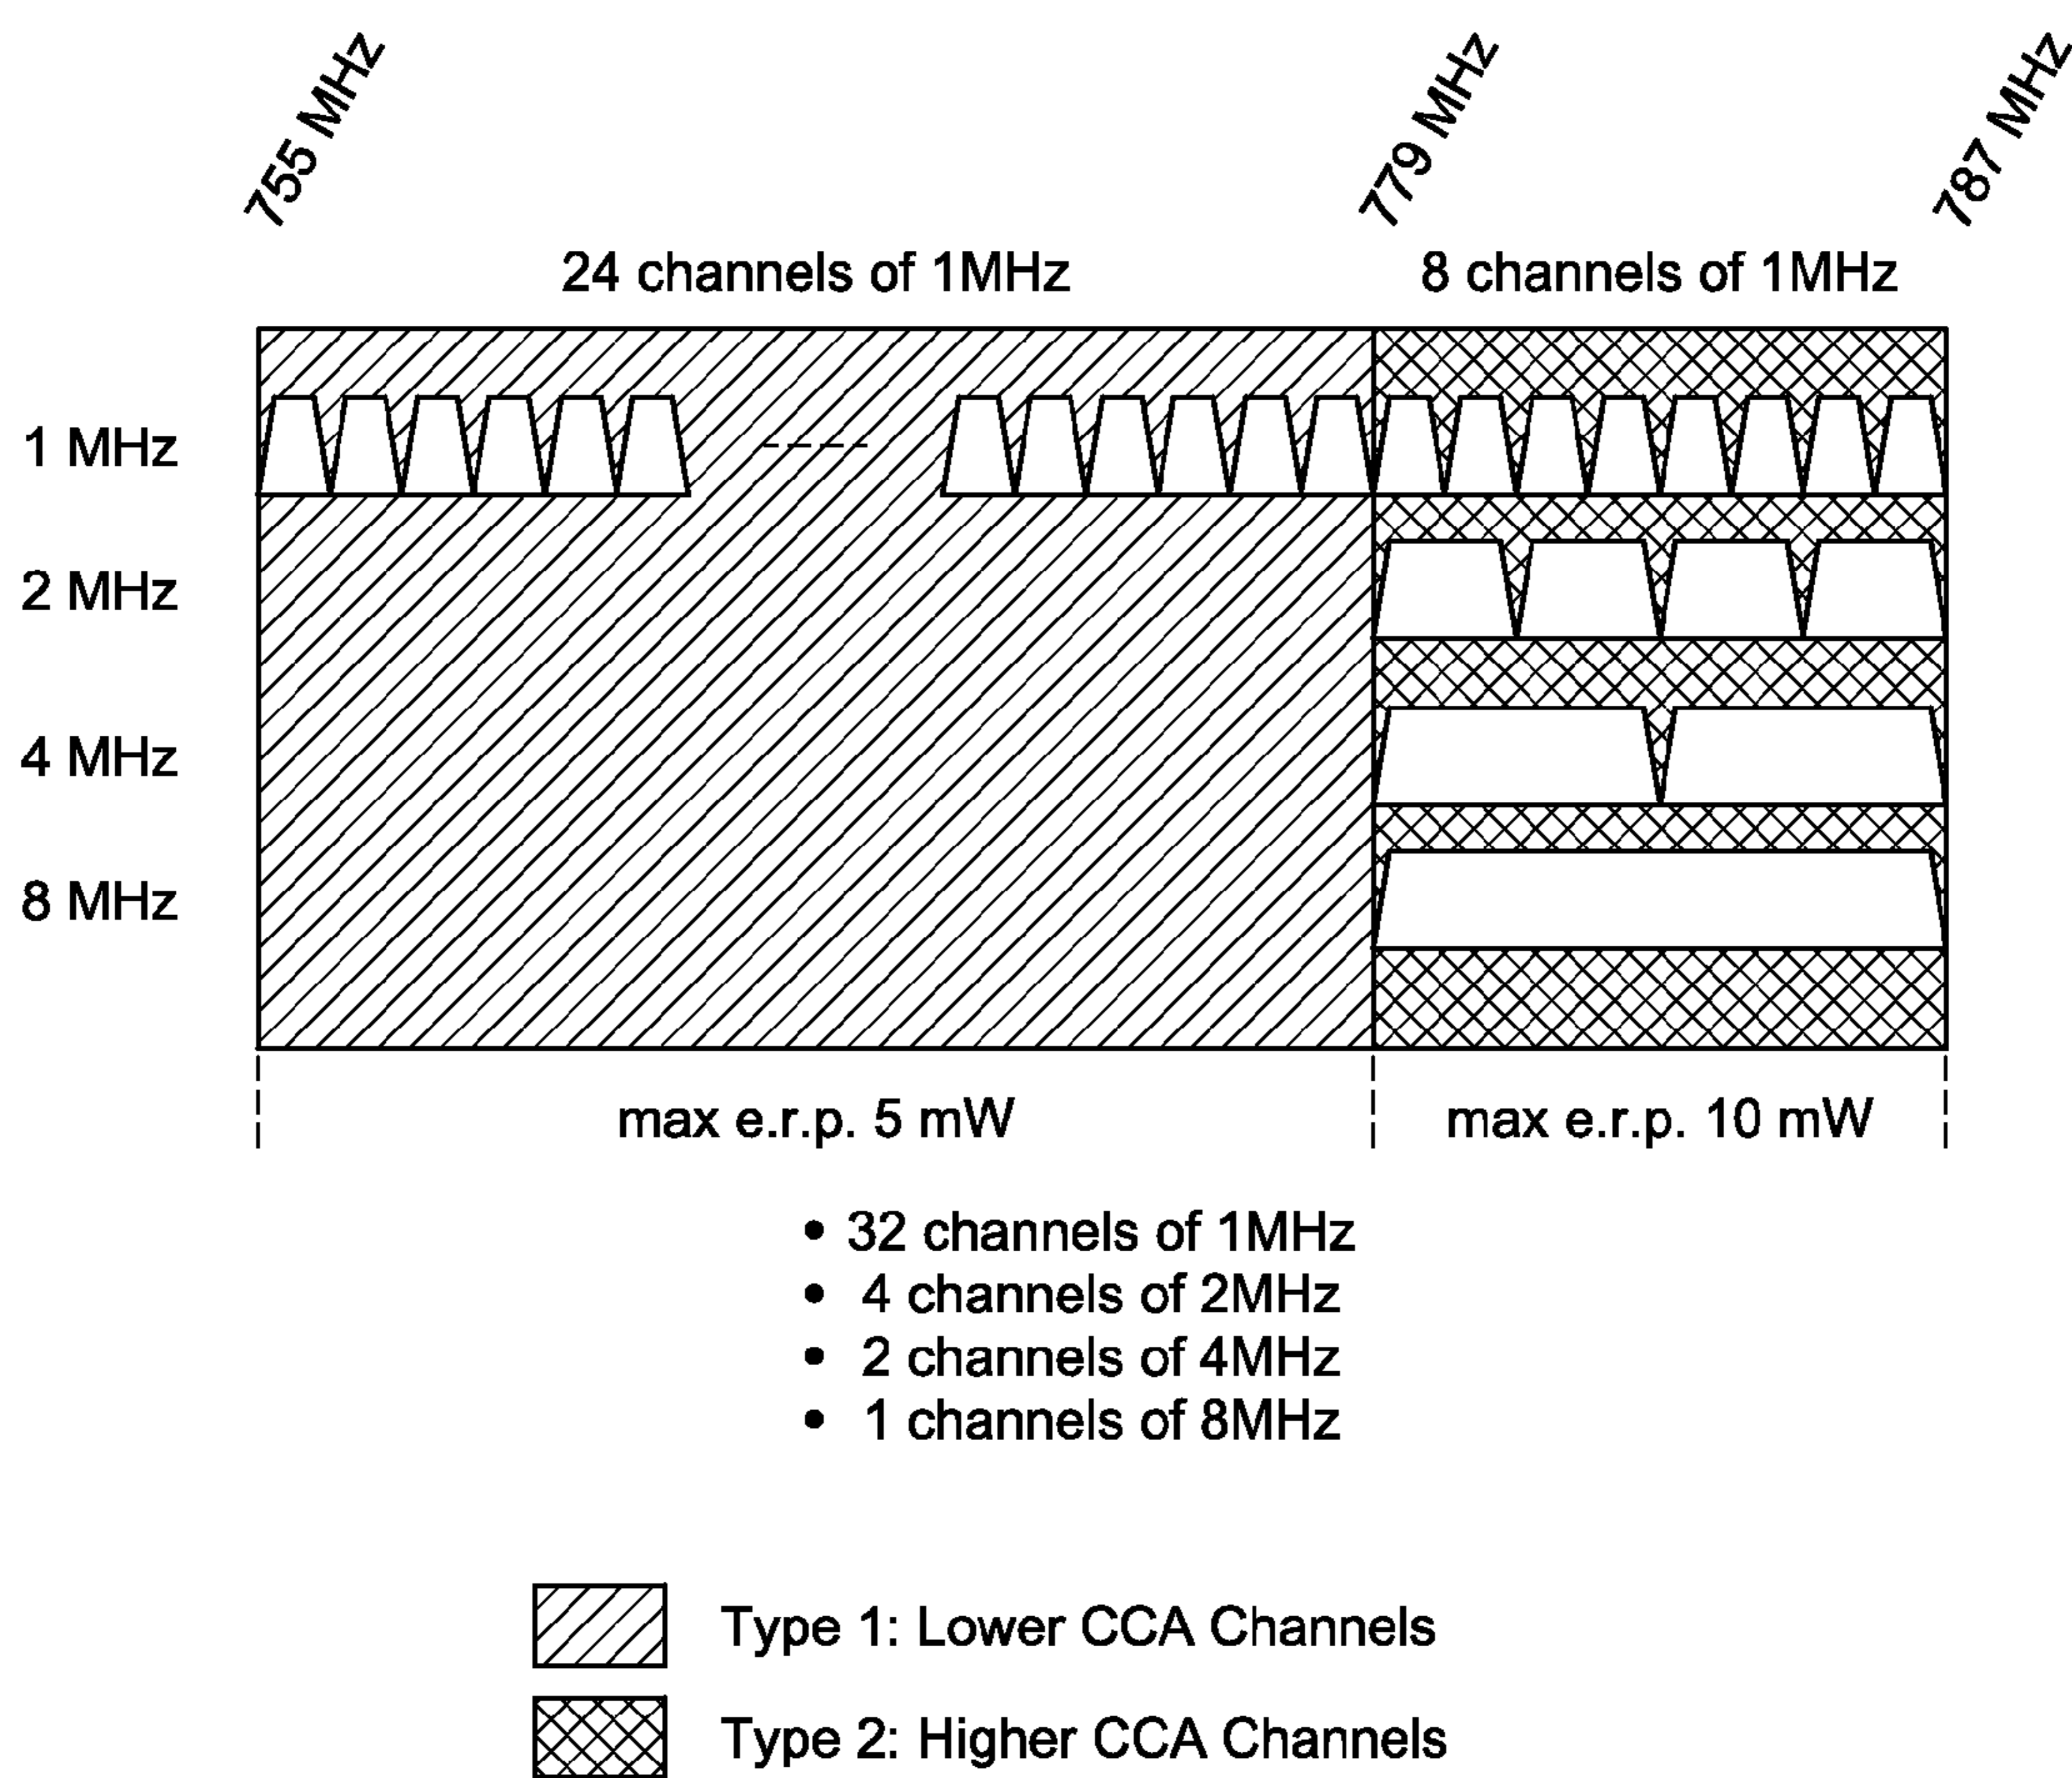 755 MHz
779 MHz
787 MHz
24 channels of 1MHz
8 channels of 1MHz
1 MHz
2 MHz
4 MHz
8 MHz
max e.r.p. 5 mW
max e.r.p. 10 mW
• 32 channels of 1MHz
• 4 channels of 2MHz
• 2 channels of 4MHz
• 1 channels of 8MHz
Type 1: Lower CCA Channels
Type 2: Higher CCA Channels